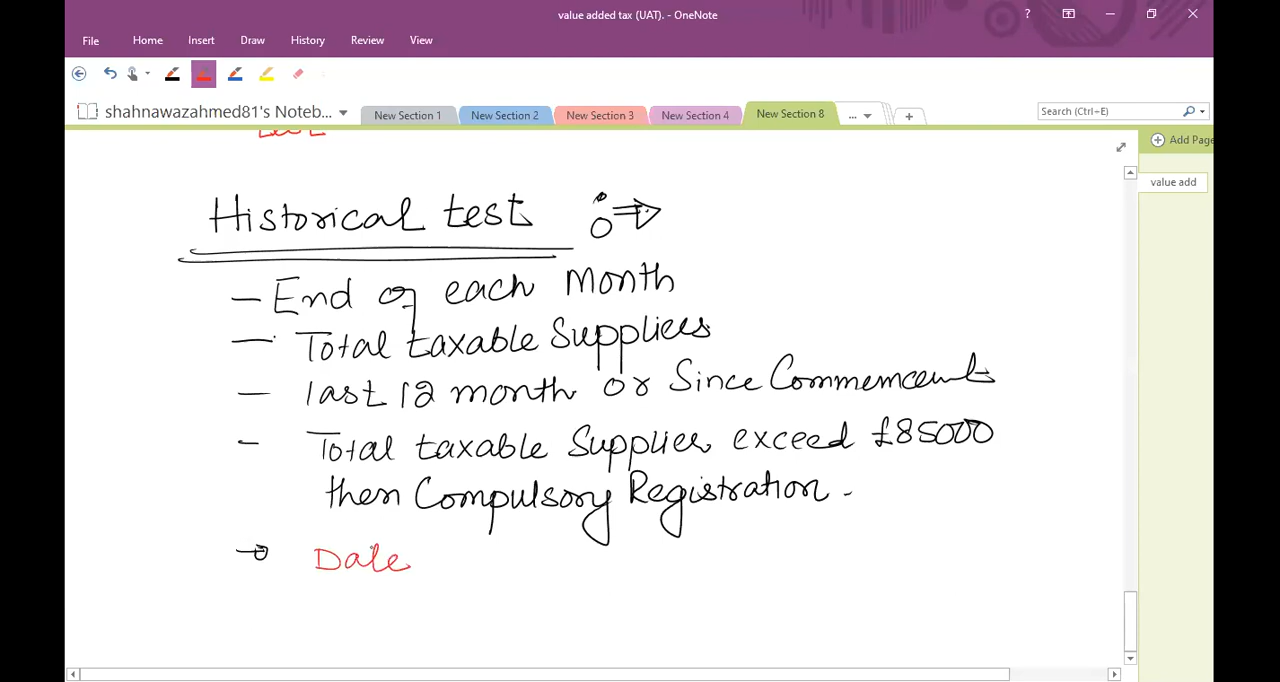 value added tax (UAT). - OneNote
?
File Home Insert Draw History Review View
shahnawazahmed81's Noteb...
New Section 1 New Section 2 New Section 3 New Section 4 New Section 8 ... +
Search (Ctrl+E)
Add Page
value add
Historical test :⇒
- End of each Month
- Total taxable Suppliers
- last 12 month or Since Commencement
- Total taxable Supplier exceed £85000
then Compulsory Registration -
→ Date